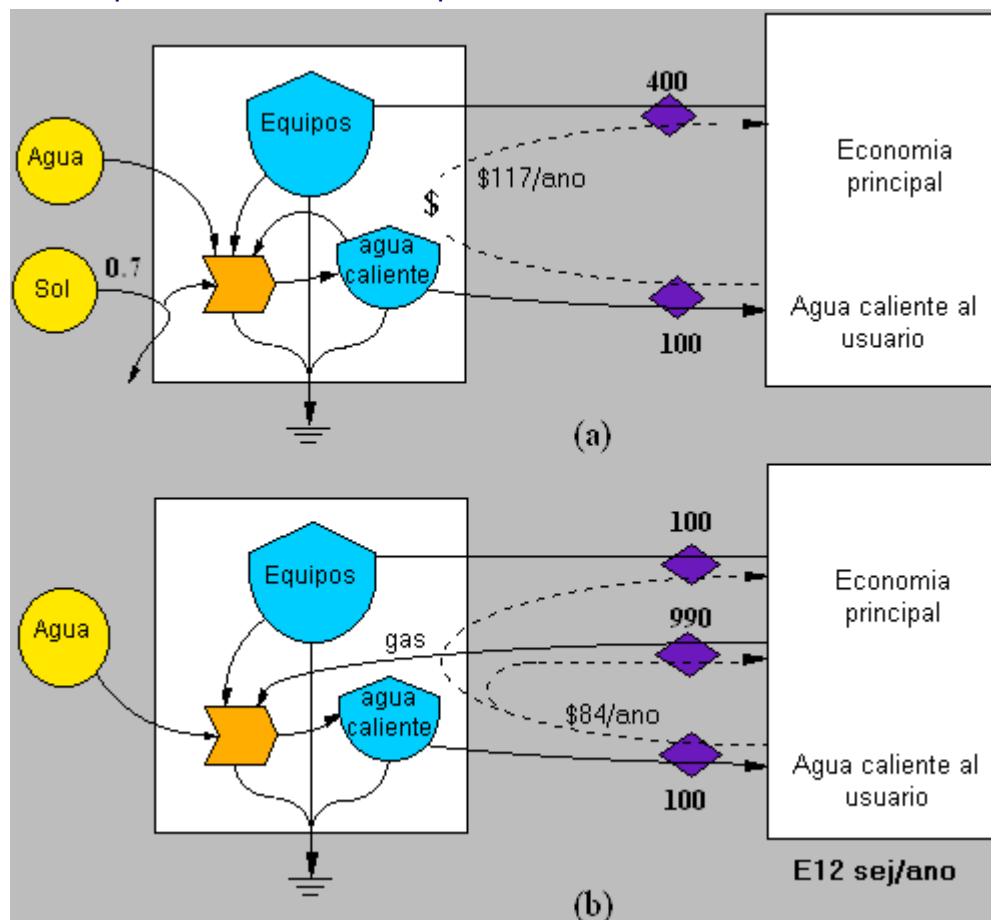 Equipos
400
Agua
$117/ano
Economia
principal
$
agua
caliente
0.7
Sol
Agua caliente al
usuario
100
(a)
100
Equipos
Economia
principal
990
Agua
gas
agua
caliente
$84/ano
Agua caliente al
usuario
100
E12 sej/ano
(b)